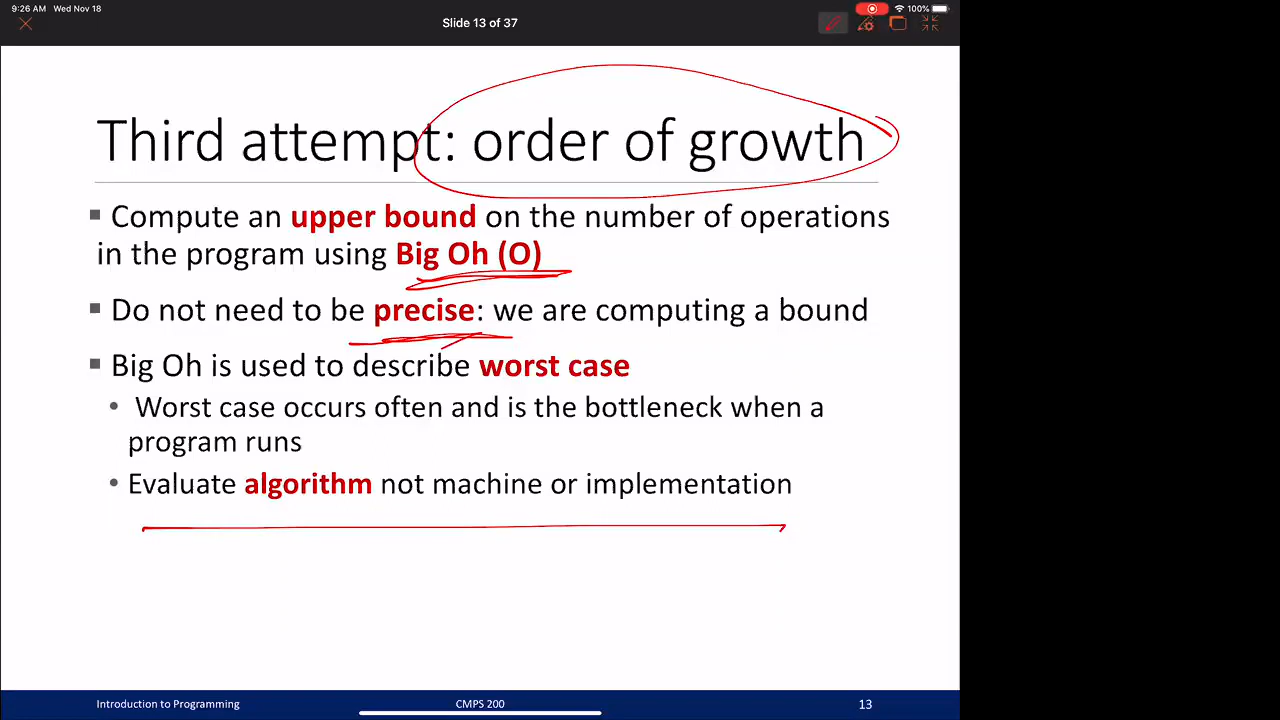 9:26 AM Wed Nov 18
100%
Slide 13 of 37
Third attempt: order of growth
▪ Compute an upper bound on the number of operations
in the program using Big Oh (O)
▪ Do not need to be precise: we are computing a bound
▪ Big Oh is used to describe worst case
• Worst case occurs often and is the bottleneck when a
program runs
• Evaluate algorithm not machine or implementation
Introduction to Programming
CMPS 200
13